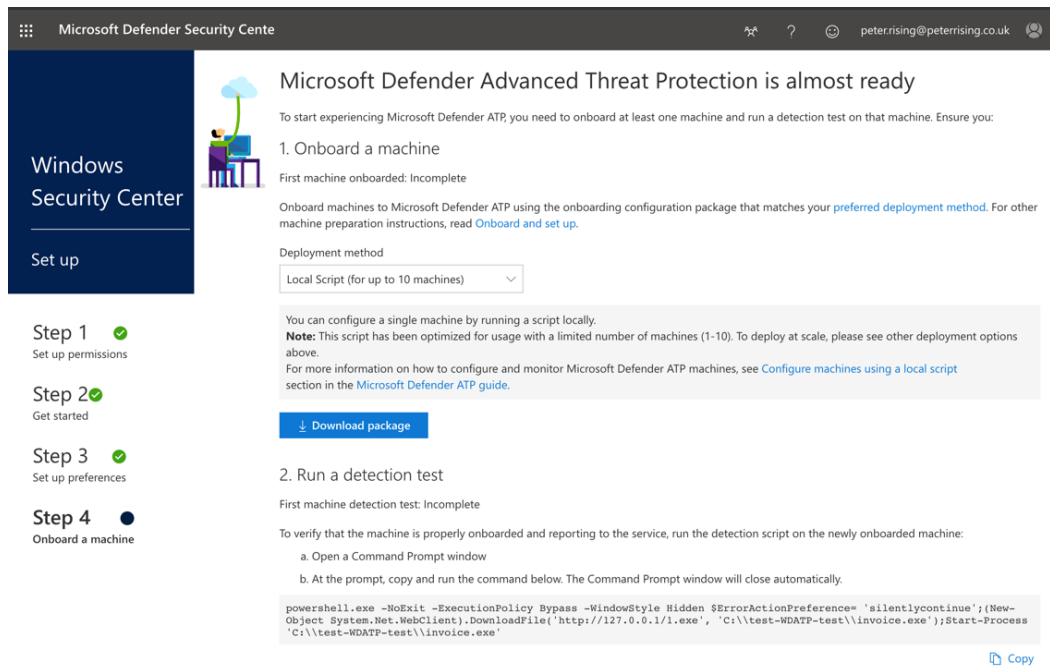 Microsoft Defender Security Cente
peter.rising@peterrising.co.uk
Windows
Security Center
Set up
Step 1
Set up permissions
Step 2
Get started
Step 3
Set up preferences
Step 4
Onboard a machine
Microsoft Defender Advanced Threat Protection is almost ready
To start experiencing Microsoft Defender ATP, you need to onboard at least one machine and run a detection test on that machine. Ensure you:
1. Onboard a machine
First machine onboarded: Incomplete
Onboard machines to Microsoft Defender ATP using the onboarding configuration package that matches your preferred deployment method. For other
machine preparation instructions, read Onboard and set up.
Deployment method
Local Script (for up to 10 machines)
You can configure a single machine by running a script locally.
Note: This script has been optimized for usage with a limited number of machines (1-10). To deploy at scale, please see other deployment options
above.
For more information on how to configure and monitor Microsoft Defender ATP machines, see Configure machines using a local script
section in the Microsoft Defender ATP guide.
Download package
2. Run a detection test
First machine detection test: Incomplete
To verify that the machine is properly onboarded and reporting to the service, run the detection script on the newly onboarded machine:
a. Open a Command Prompt window
b. At the prompt, copy and run the command below. The Command Prompt window will close automatically.
powershell.exe -NoExit -ExecutionPolicy Bypass -WindowStyle Hidden $ErrorActionPreference= 'silentlycontinue';(New-
Object System.Net.WebClient).DownloadFile('http://127.0.0.1/1.exe', 'C:\\test-WDATP-test\\invoice.exe');Start-Process
'C:\\test-WDATP-test\\invoice.exe'
Copy